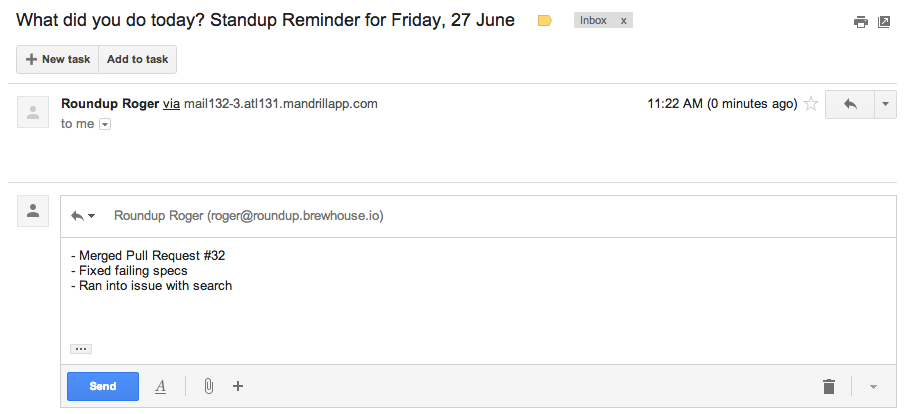 What did you do today? Standup Reminder for Friday, 27 June Inbox x
New task Add to task
Roundup Roger via mail132-3.atl131.mandrillapp.com 11:22 AM (0 minutes ago)
to me
Roundup Roger (roger@roundup.brewhouse.io)
- Merged Pull Request #32
- Fixed failing specs
- Ran into issue with search
Send A